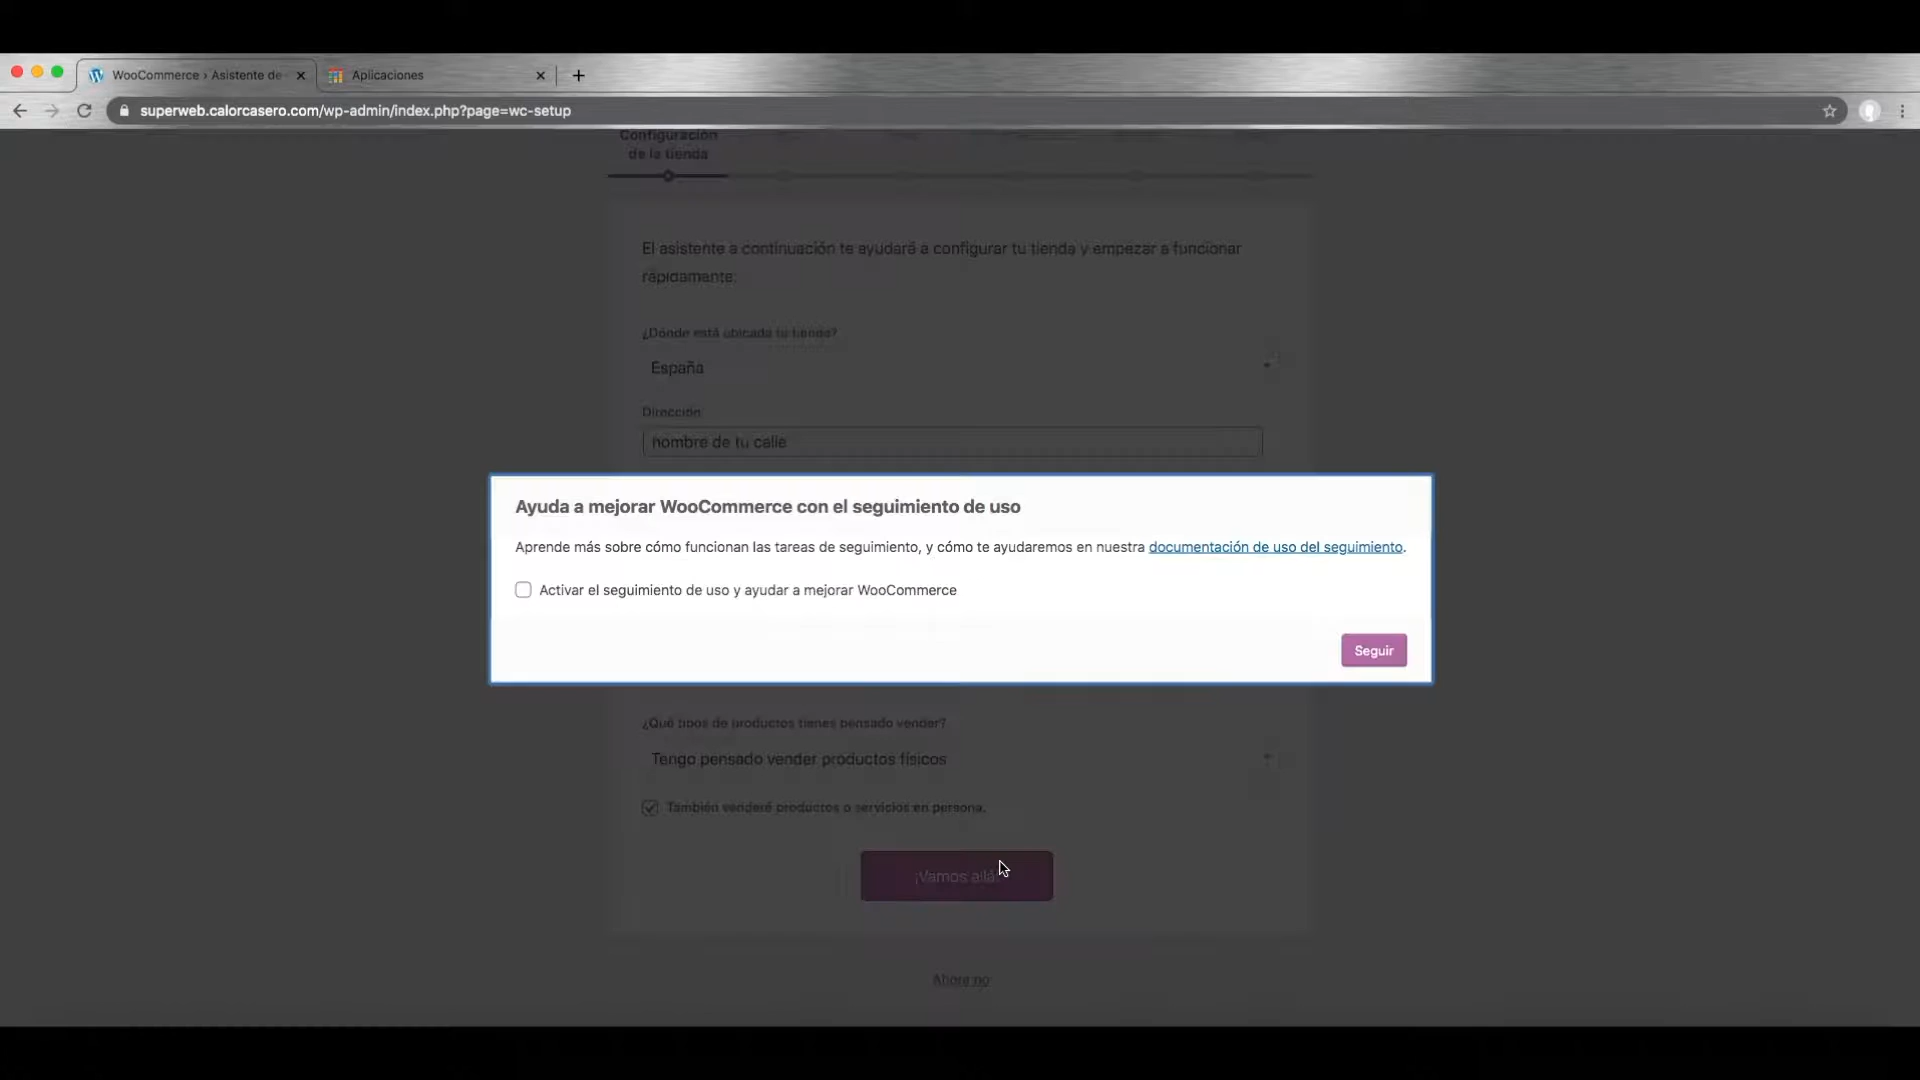 WooCommerce › Asistente de
Aplicaciones
superweb.calorcasero.com/wp-admin/index.php?page=wc-setup
Configuración
de la tienda
El asistente a continuación te ayudará a configurar tu tienda y empezar a funcionar
rápidamente.
¿Dónde está ubicada tu tienda?
España
Dirección
nombre de tu calle
Ayuda a mejorar WooCommerce con el seguimiento de uso
Aprende más sobre cómo funcionan las tareas de seguimiento, y cómo te ayudaremos en nuestra documentación de uso del seguimiento.
Activar el seguimiento de uso y ayudar a mejorar WooCommerce
Seguir
¿Qué tipos de productos tienes pensado vender?
Tengo pensado vender productos físicos
También venderé productos o servicios en persona.
¡Vamos allá!
Ahora no